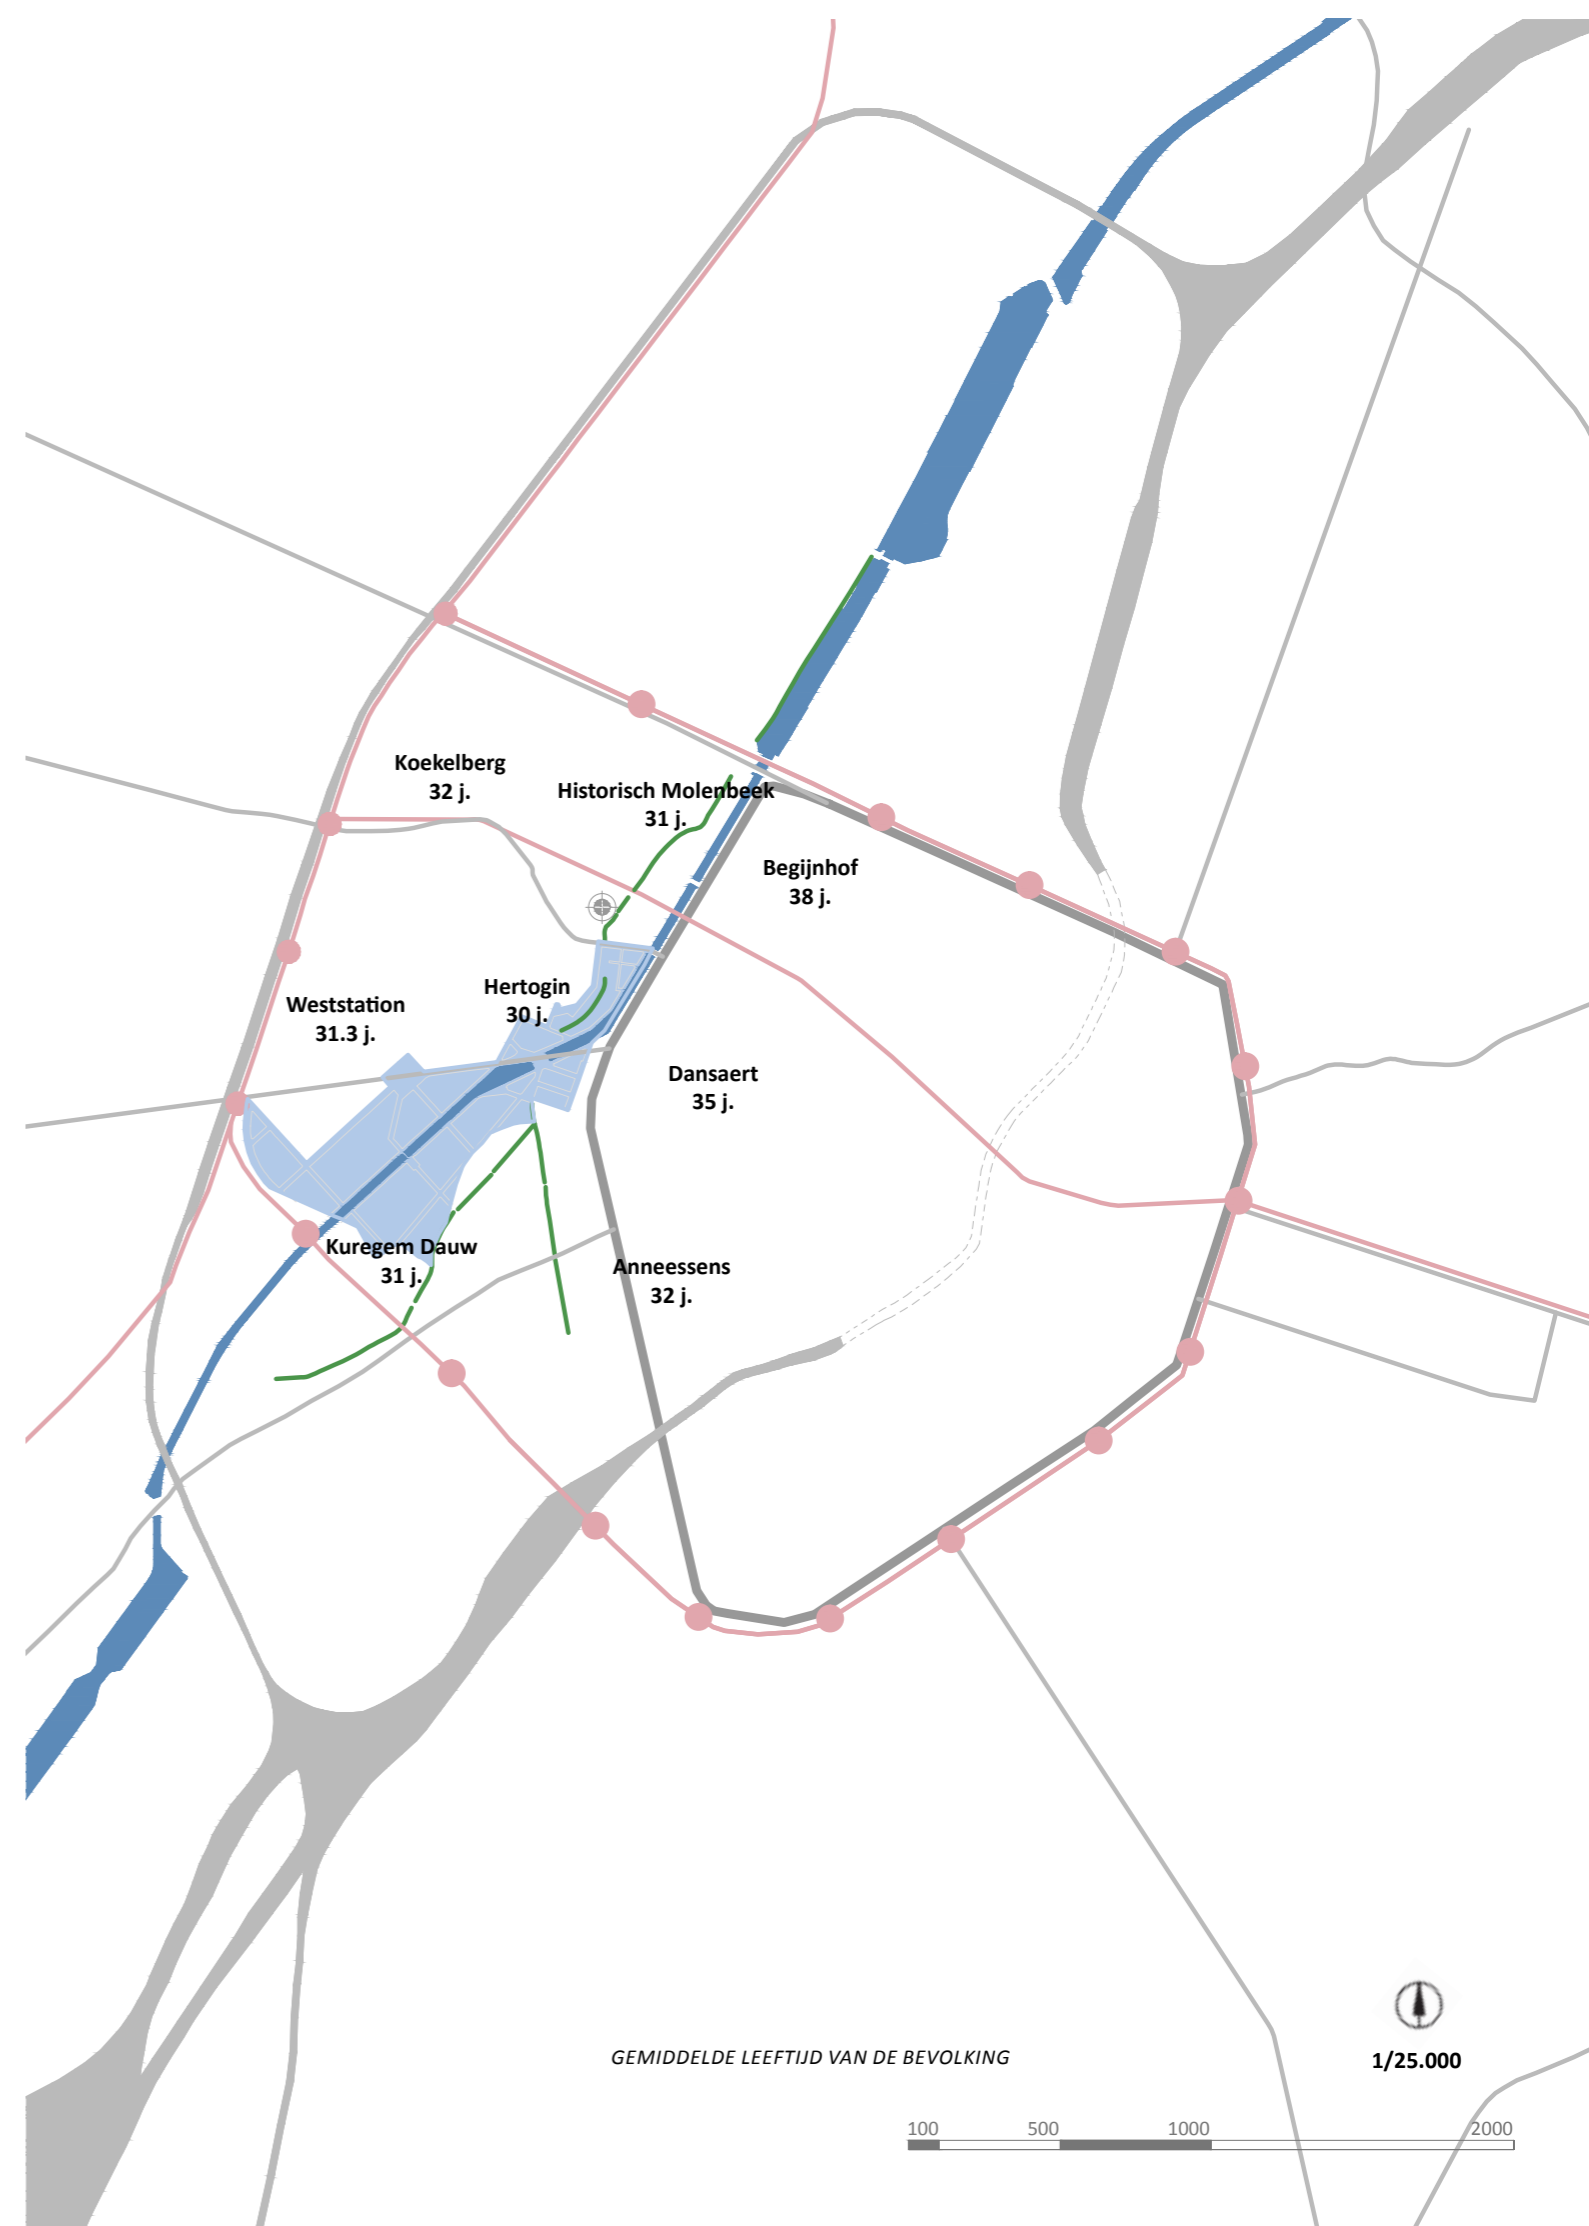 Koekelberg
32 j.
Historisch Molenbeek
31 j.
Begijnhof
38 j.
Hertogin
30 j.
Weststation
31.3 j.
Dansaert
35 j.
Kuregem Dauw
31 j.
Anneessens
32 j.
GEMIDDELDE LEEFTIJD VAN DE BEVOLKING
1/25.000
100 500 1000 2000